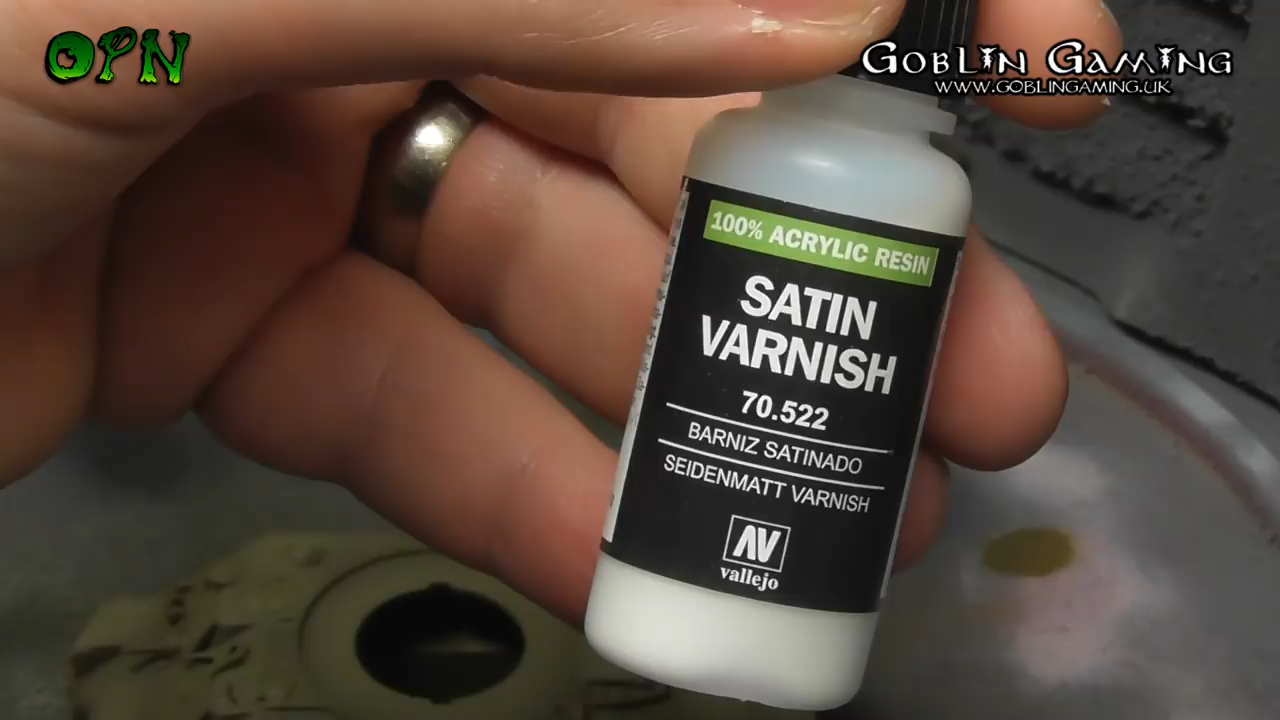 OPN
GOBLIN GAMING
WWW.GOBLINGAMING.UK
100% ACRYLIC RESIN
SATIN
VARNISH
70.522
BARNIZ SATINADO
SEIDENMATT VARNISH
AV
vallejo